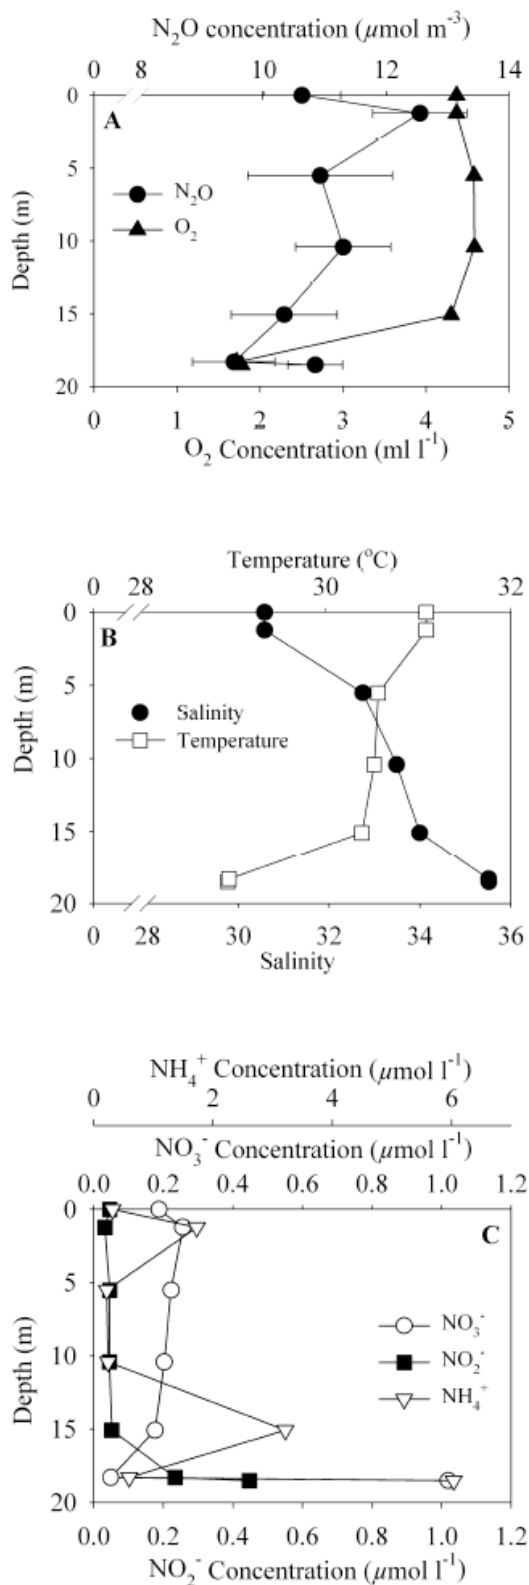 N₂O concentration (µmol m⁻³)
0 8 10 12 14
A
0
5
10
15
20
Depth (m)
N₂O
O₂
0 1 2 3 4 5
O₂ Concentration (ml l⁻¹)
Temperature (°C)
0 28 30 32
B
0
5
10
15
20
Depth (m)
Salinity
Temperature
0 28 30 32 34 36
Salinity
NH₄⁺ Concentration (µmol l⁻¹)
0 2 4 6
NO₃⁻ Concentration (µmol l⁻¹)
0.0 0.2 0.4 0.6 0.8 1.0 1.2
C
0
5
10
15
20
Depth (m)
NO₃⁻
NO₂⁻
NH₄⁺
0.0 0.2 0.4 0.6 0.8 1.0 1.2
NO₂⁻ Concentration (µmol l⁻¹)